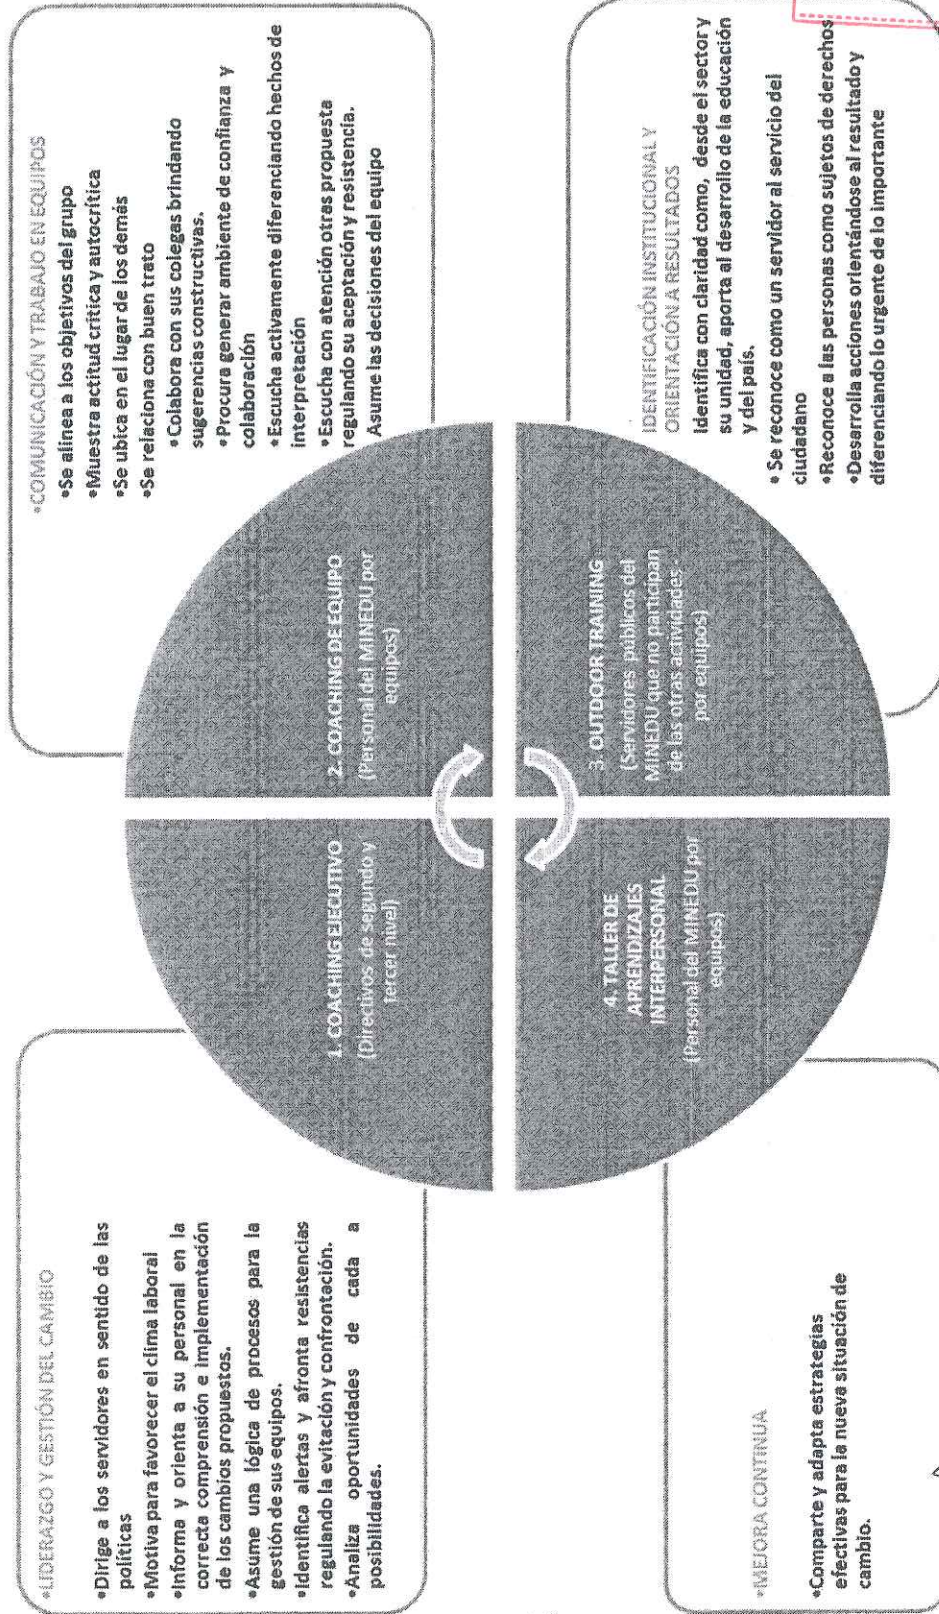 •LIDERAZGO Y GESTIÓN DEL CAMBIO
•Dirige a los servidores en sentido de las
políticas
•Motiva para favorecer el clima laboral
•Informa y orienta a su personal en la
correcta comprensión e implementación
de los cambios propuestos.
•Asume una lógica de procesos para la
gestión de sus equipos.
•Identifica alertas y afronta resistencias
regulando la evitación y confrontación.
•Analiza oportunidades de cada a
posibilidades.
•COMUNICACIÓN Y TRABAJO EN EQUIPOS
•Se alinea a los objetivos del grupo
•Muestra actitud crítica y autocrítica
•Se ubica en el lugar de los demás
•Se relaciona con buen trato
•Colabora con sus colegas brindando
sugerencias constructivas.
•Procura generar ambiente de confianza y
colaboración
•Escucha activamente diferenciando hechos de
interpretación
•Escucha con atención otras propuesta
regulando su aceptación y resistencia.
Asume las decisiones del equipo
1. COACHING EJECUTIVO
(Directivos de segundo y
tercer nivel)
2. COACHING DE EQUIPO
(Personal del MINEDU por
equipos)
4. TALLER DE
APRENDIZAJES
INTERPERSONAL
(Personal del MINEDU por
equipos)
3. OUTDOOR TRAINING
(Servidores públicos del
MINEDU que no participan
de las otras actividades
por equipos)
•MEJORA CONTINUA
•Comparte y adapta estrategias
efectivas para la nueva situación de
cambio.
IDENTIFICACIÓN INSTITUCIONAL Y
ORIENTACIÓN A RESULTADOS
Identifica con claridad como, desde el sector y
su unidad, aporta al desarrollo de la educación
y del país.
• Se reconoce como un servidor al servicio del
ciudadano
•Reconoce a las personas como sujetos de derechos
•Desarrolla acciones orientándose al resultado y
diferenciando lo urgente de lo importante